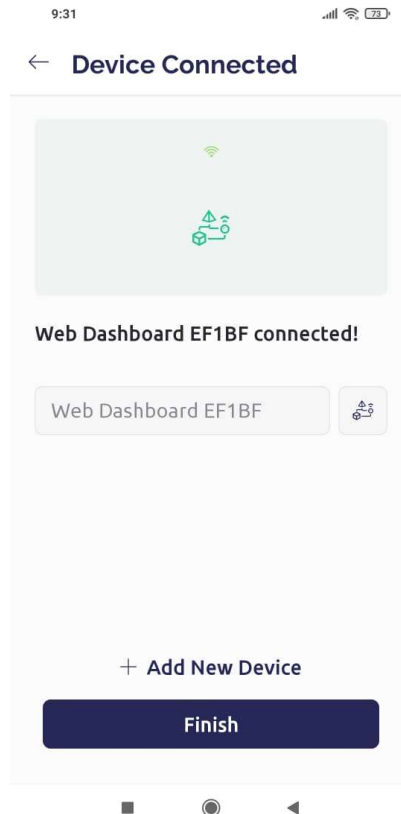 9:31
73
Device Connected
Web Dashboard EF1BF connected!
Web Dashboard EF1BF
+ Add New Device
Finish